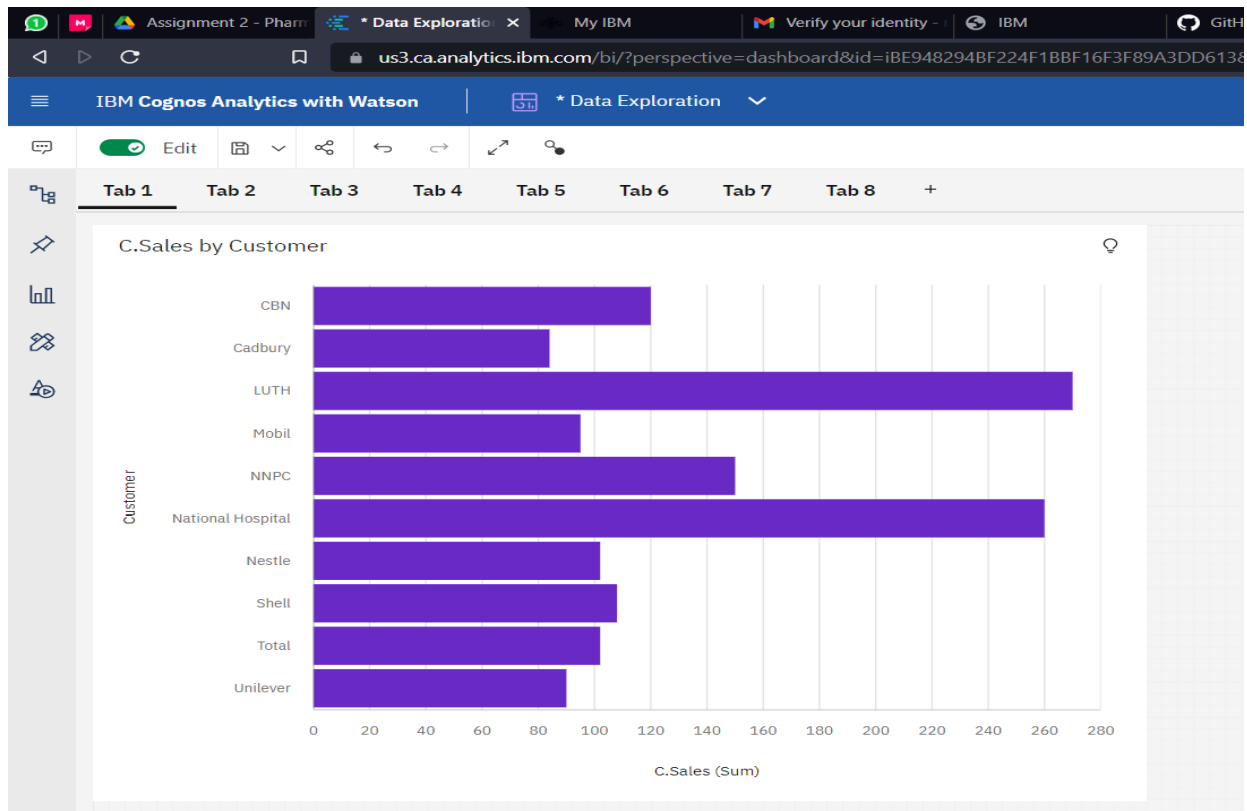 1 M Assignment 2 - Pharm * Data Exploratio × My IBM Verify your identity - IBM GitH
us3.ca.analytics.ibm.com/bi/?perspective=dashboard&id=iBE948294BF224F1BBF16F3F89A3DD6138
IBM Cognos Analytics with Watson * Data Exploration
Edit
Tab 1 Tab 2 Tab 3 Tab 4 Tab 5 Tab 6 Tab 7 Tab 8 +
C.Sales by Customer
Customer
CBN
Cadbury
LUTH
Mobil
NNPC
National Hospital
Nestle
Shell
Total
Unilever
0 20 40 60 80 100 120 140 160 180 200 220 240 260 280
C.Sales (Sum)